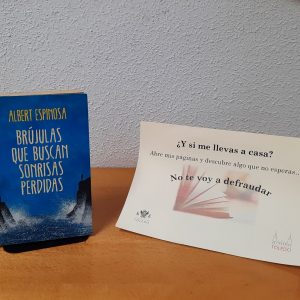 ALBERT ESPINOSA
BRÚJULAS
QUE BUSCAN
SONRISAS
PERDIDAS
¿Y si me llevas a casa?
Abre mis páginas y descubre algo que no esperas...
No te voy a defraudar
TOLEDO